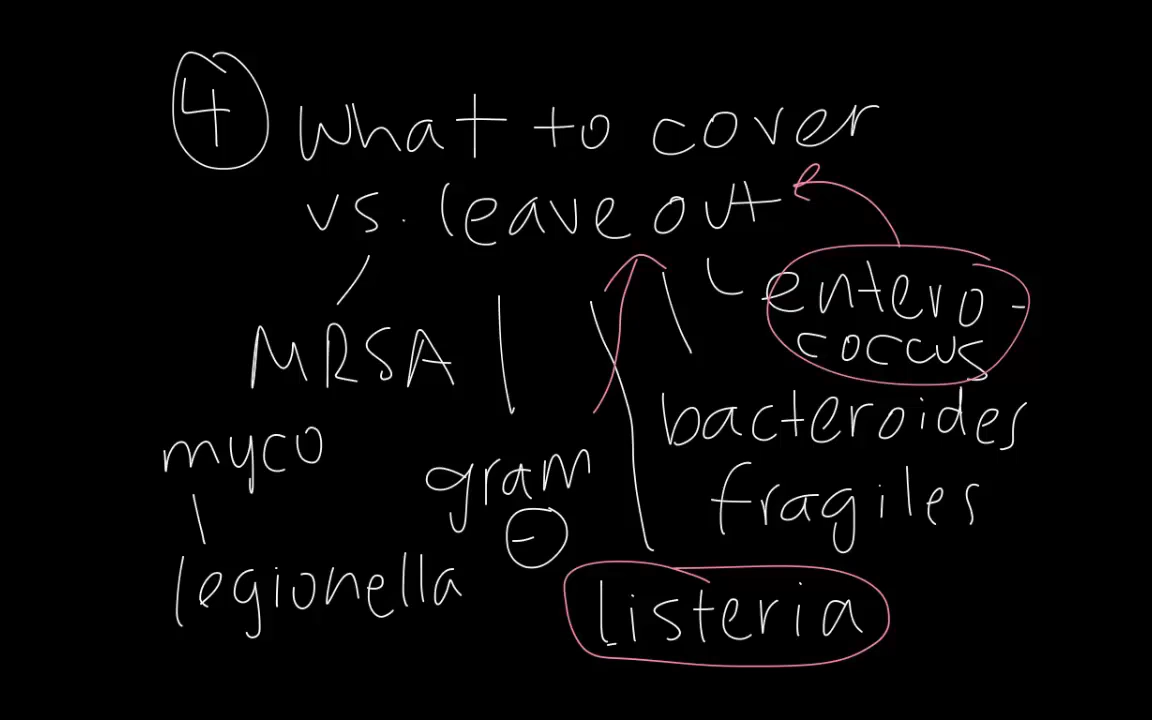 4 What to cover
vs. leave out
entero-
coccus
MRSA
bacteroides
myco
gram
fragiles
-
legionella
listeria